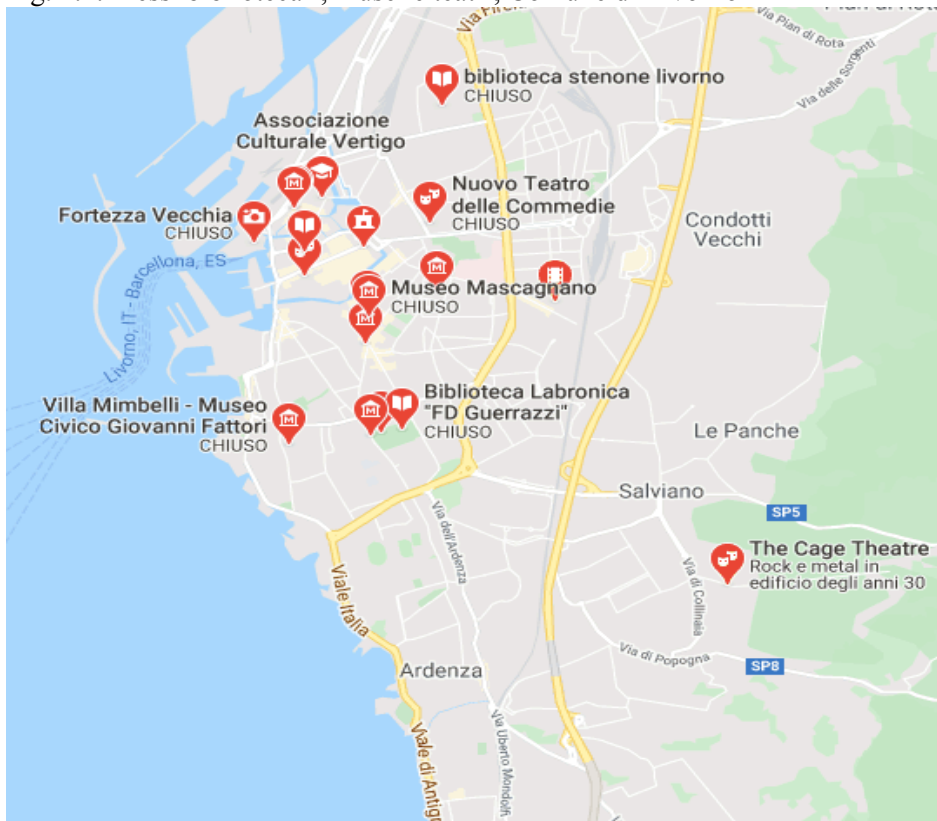 Via Pian di Rota
Via delle Sorgenti
biblioteca stenone livorno
CHIUSO
Associazione
Culturale Vertigo
Nuovo Teatro
delle Commedie
CHIUSO
Fortezza Vecchia
CHIUSO
Condotti
Vecchi
Livorno, IT - Barcellona, ES
Museo Mascagnano
CHIUSO
Villa Mimbelli - Museo
Civico Giovanni Fattori
CHIUSO
Biblioteca Labronica
"FD Guerrazzi"
CHIUSO
Le Panche
Salviano
SP5
Via dell'Ardenza
The Cage Theatre
Rock e metal in
edificio degli anni 30
Viale Italia
Via di Collinaia
Via di Popogna
SP8
Ardenza
Via Uberto Mondolfi
Viale di Antig